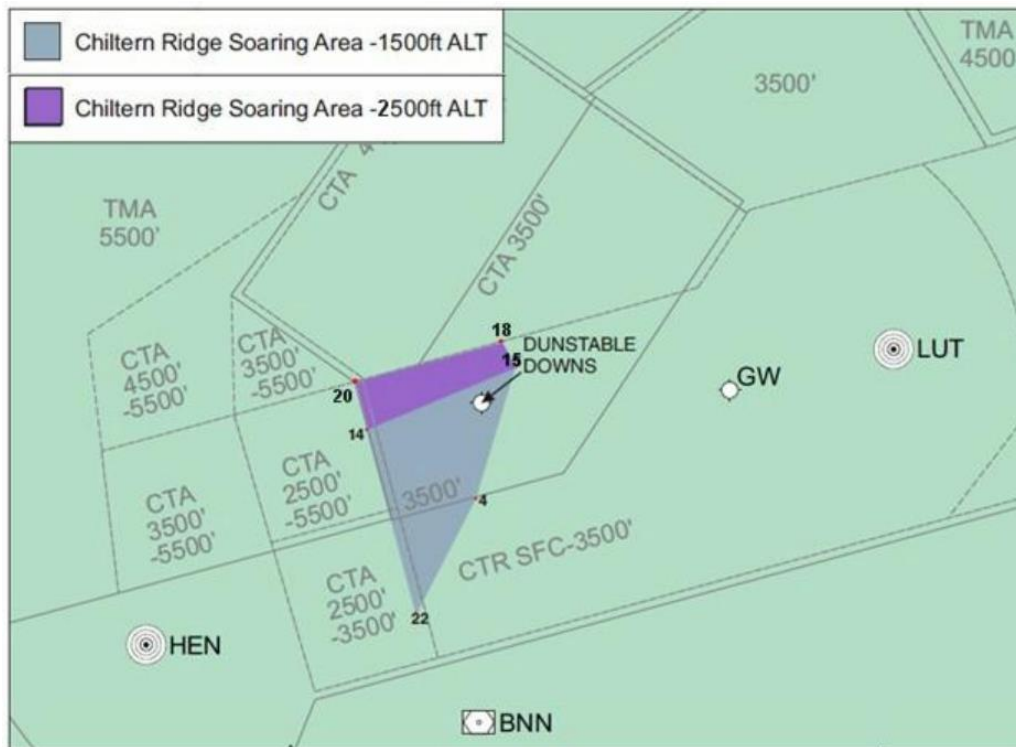 Chiltern Ridge Soaring Area -1500ft ALT
Chiltern Ridge Soaring Area -2500ft ALT
TMA
4500'
3500'
CTA
TMA
5500'
CTA 3500'
CTA
4500'
-5500'
CTA
3500'
-5500'
18
DUNSTABLE
DOWNS
15
LUT
GW
20
14
CTA
3500'
-5500'
CTA
2500'
-5500'
3500'
4
CTR SFC-3500'
CTA
2500'
-3500'
22
HEN
BNN